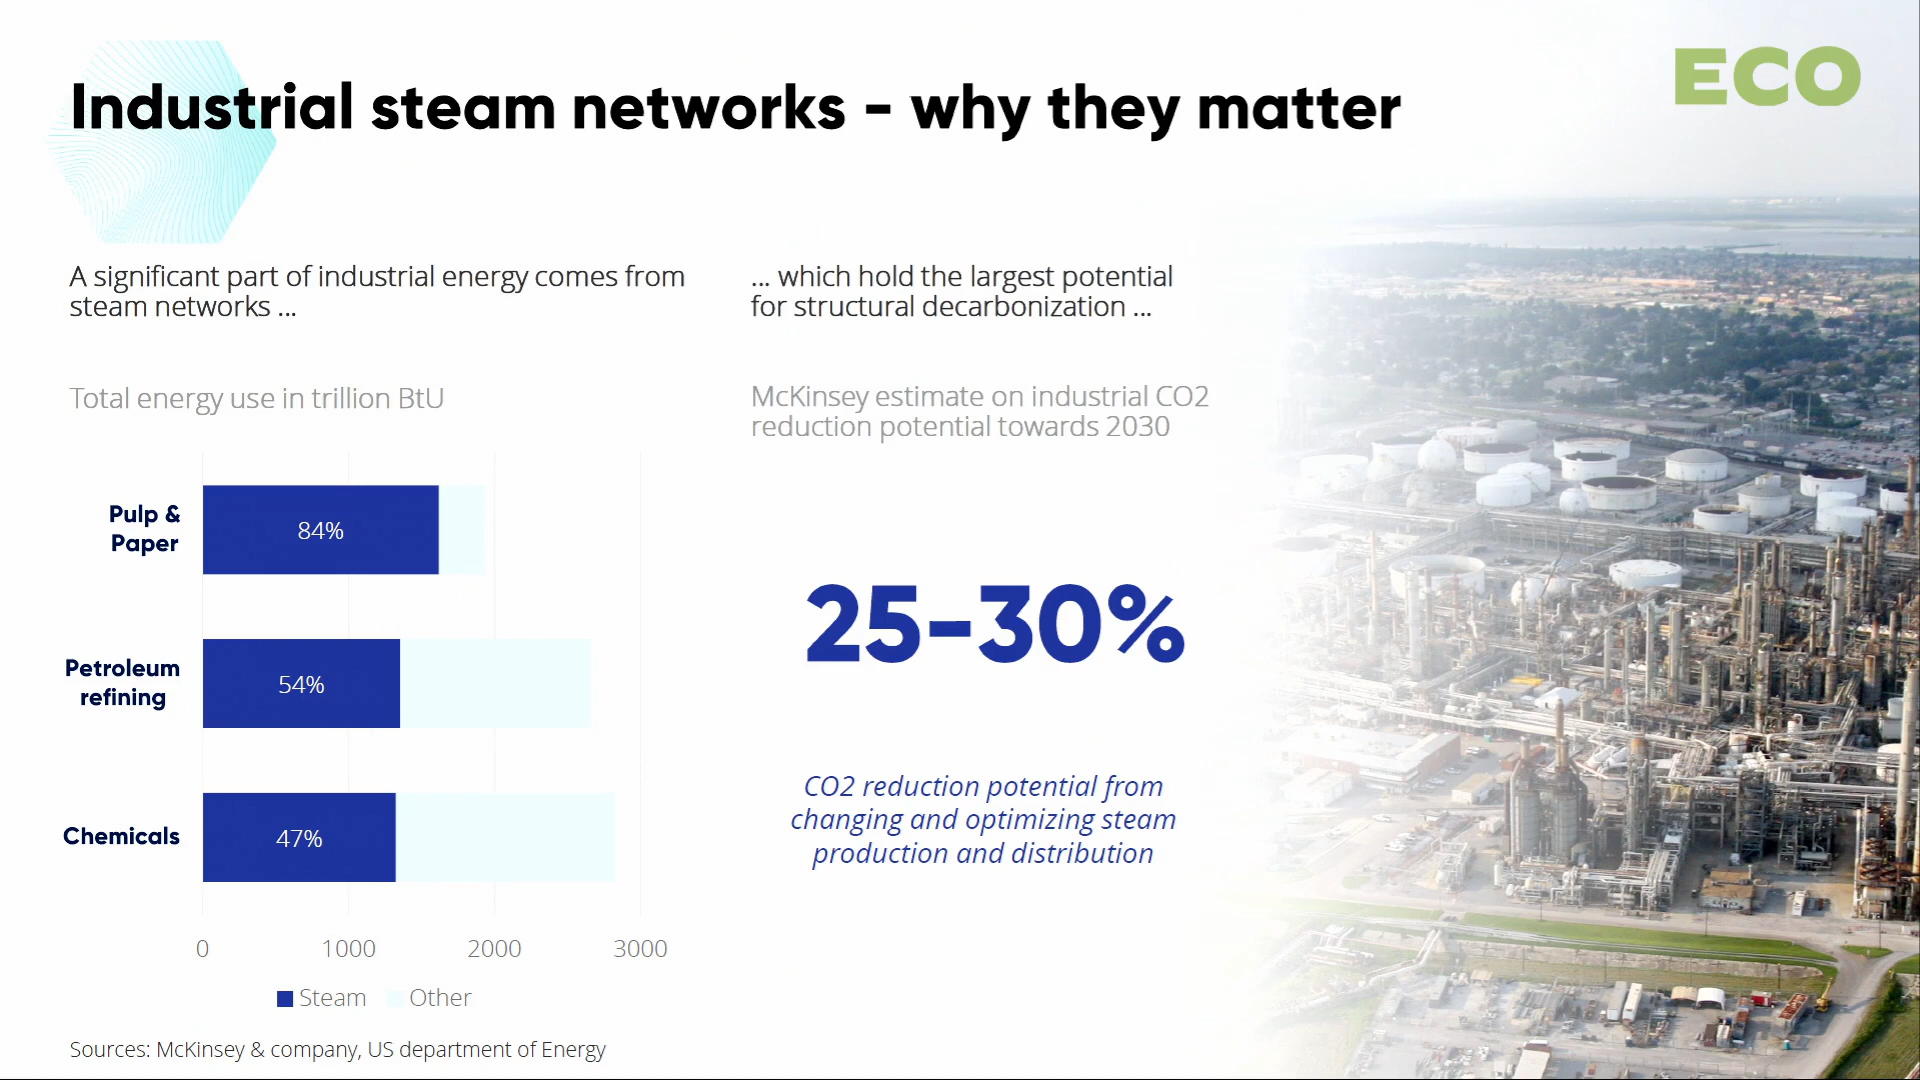 Industrial steam networks - why they matter
ECO
A significant part of industrial energy comes from
steam networks ...
Total energy use in trillion BtU
Pulp &
Paper
84%
Petroleum
refining
54%
Chemicals
47%
0 1000 2000 3000
Steam Other
Sources: McKinsey & company, US department of Energy
... which hold the largest potential
for structural decarbonization ...
McKinsey estimate on industrial CO2
reduction potential towards 2030
25-30%
CO2 reduction potential from
changing and optimizing steam
production and distribution